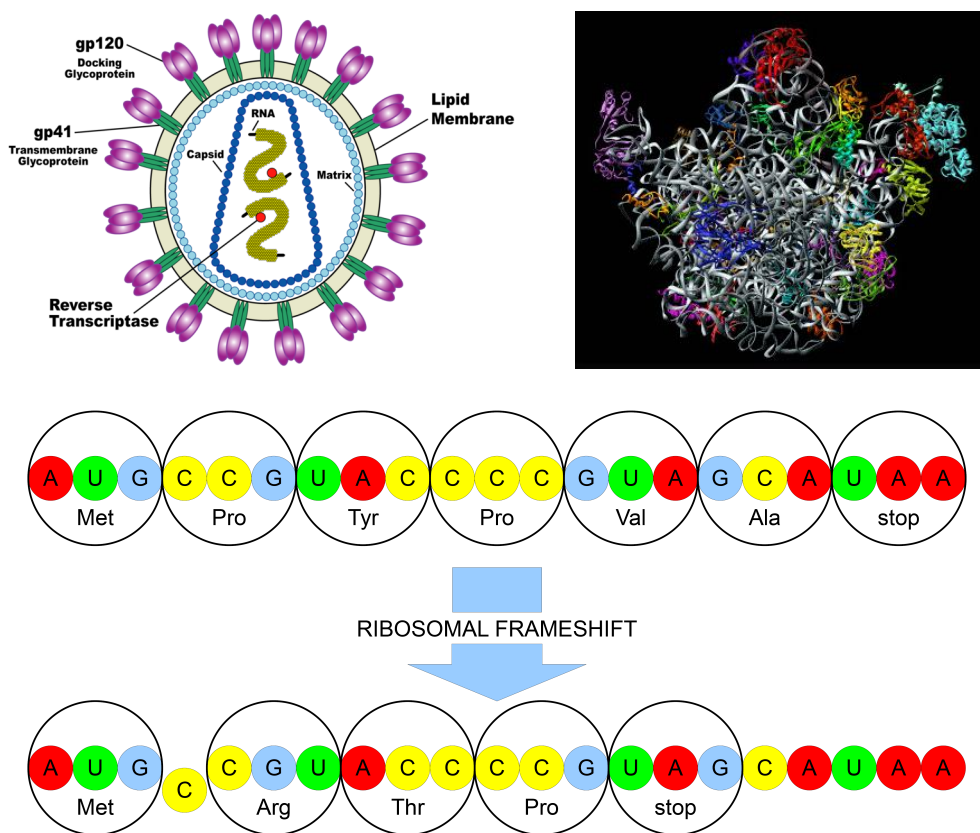 gp120
Docking
Glycoprotein
gp41
Transmembrane
Glycoprotein
RNA
Capsid
Matrix
Lipid
Membrane
Reverse
Transcriptase
A U G C C G U A C C C C G U A G C A U A A
Met Pro Tyr Pro Val Ala stop
RIBOSOMAL FRAMESHIFT
A U G C C G U A C C C C G U A G C A U A A
Met Arg Thr Pro stop